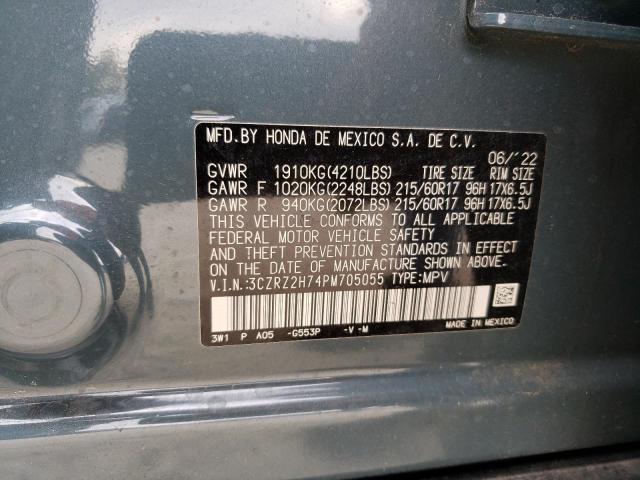 MFD.BY HONDA DE MEXICO S.A. DE C.V.
06/'22
GVWR 1910KG(4210LBS) TIRE SIZE RIM SIZE
GAWR F 1020KG(2248LBS) 215/60R17 96H 17X6.5J
GAWR R 940KG(2072LBS) 215/60R17 96H 17X6.5J
THIS VEHICLE CONFORMS TO ALL APPLICABLE
FEDERAL MOTOR VEHICLE SAFETY
AND THEFT PREVENTION STANDARDS IN EFFECT
ON THE DATE OF MANUFACTURE SHOWN ABOVE.
V.I.N.:3CZRZ2H74PM705055 TYPE:MPV
3W1 P A05 -G553P -V -M
MADE IN MEXICO